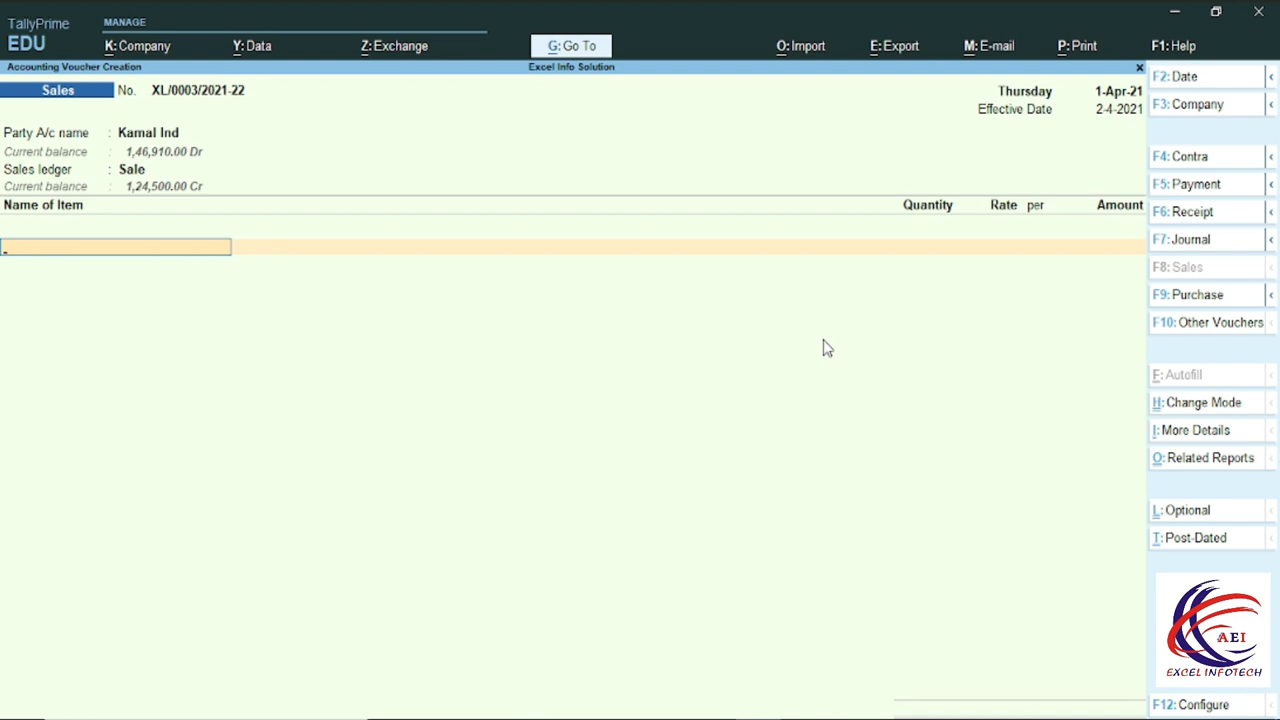 TallyPrime
EDU
MANAGE
K: Company
Y: Data
Z: Exchange
G: Go To
O: Import
E: Export
M: E-mail
P: Print
F1: Help
Accounting Voucher Creation
Excel Info Solution
Sales No. XL/0003/2021-22
Thursday 1-Apr-21
Effective Date 2-4-2021
Party A/c name : Kamal Ind
Current balance : 1,46,910.00 Dr
Sales ledger : Sale
Current balance : 1,24,500.00 Cr
Name of Item Quantity Rate per Amount
F2: Date
F3: Company
F4: Contra
F5: Payment
F6: Receipt
F7: Journal
F8: Sales
F9: Purchase
F10: Other Vouchers
F: Autofill
H: Change Mode
I: More Details
O: Related Reports
L: Optional
T: Post-Dated
AEI
EXCEL INFOTECH
F12: Configure